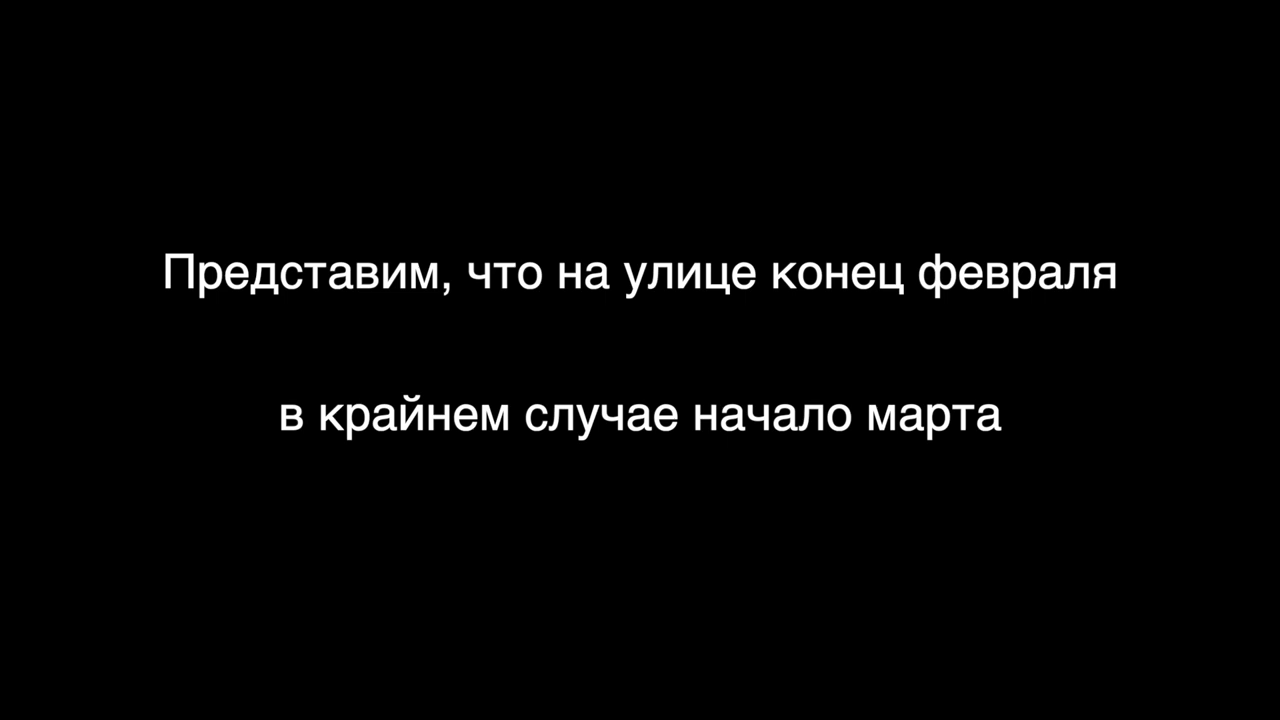 Представим, что на улице конец февраля
в крайнем случае начало марта